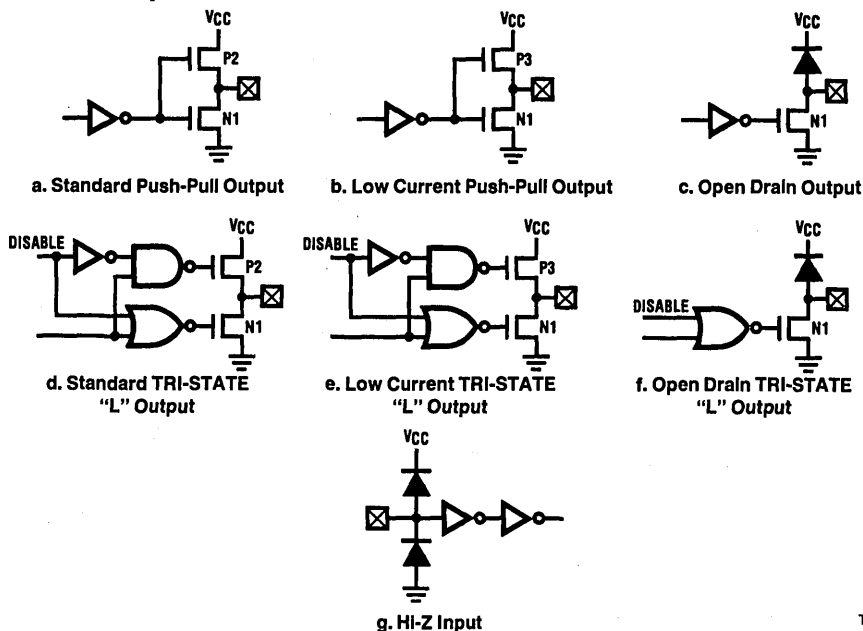 VCC VCC VCC
P2 P3
N1 N1 N1
a. Standard Push-Pull Output b. Low Current Push-Pull Output c. Open Drain Output
VCC VCC VCC
DISABLE DISABLE
P2 P3
DISABLE
N1 N1 N1
d. Standard TRI-STATE e. Low Current TRI-STATE f. Open Drain TRI-STATE
"L" Output "L" Output "L" Output
VCC
g. Hi-Z Input